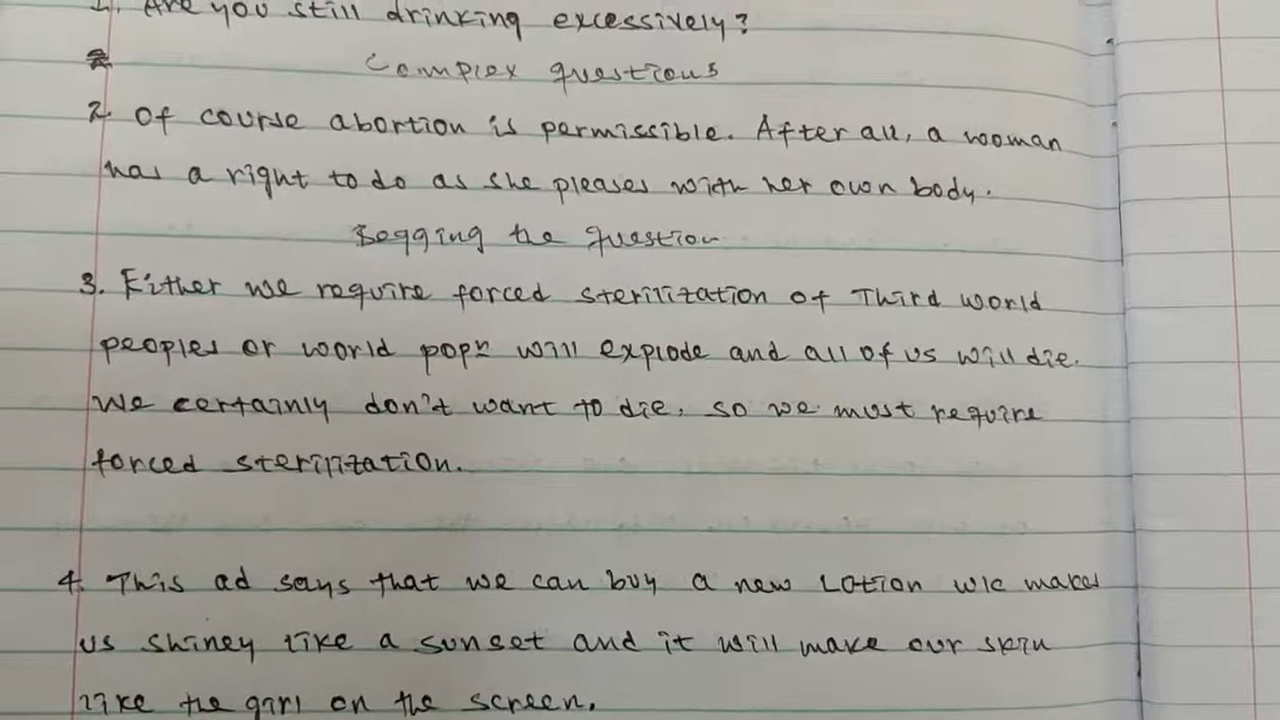 1. Are you still drinking excessively?
Complex questions
2. Of course abortion is permissible. After all, a woman
has a right to do as she pleases with her own body.
Begging the question
3. Either we require forced sterilization of Third world
peoples or world popn will explode and all of us will die.
We certainly don't want to die, so we must require
forced sterilization.
4. This ad says that we can buy a new Lotion w/c makes
us shiney like a sunset and it will make our skin
like the girl on the screen.